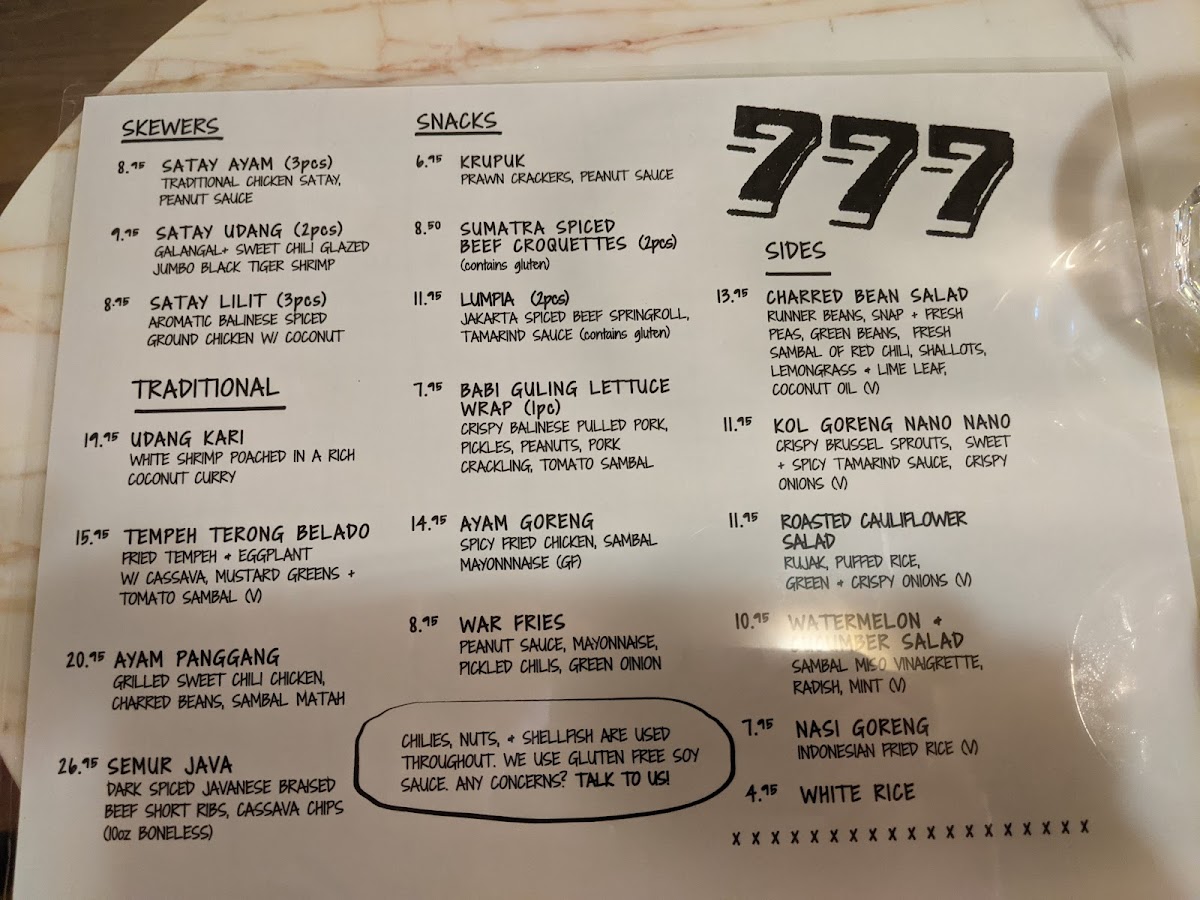 SKEWERS
8.95 SATAY AYAM (3pcs)
TRADITIONAL CHICKEN SATAY,
PEANUT SAUCE
9.95 SATAY UDANG (2pcs)
GALANGAL+ SWEET CHILI GLAZED
JUMBO BLACK TIGER SHRIMP
8.95 SATAY LILIT (3pcs)
AROMATIC BALINESE SPICED
GROUND CHICKEN W/ COCONUT
TRADITIONAL
19.95 UDANG KARI
WHITE SHRIMP POACHED IN A RICH
COCONUT CURRY
15.95 TEMPEH TERONG BELADO
FRIED TEMPEH + EGGPLANT
W/ CASSAVA, MUSTARD GREENS +
TOMATO SAMBAL (V)
20.95 AYAM PANGGANG
GRILLED SWEET CHILI CHICKEN,
CHARRED BEANS, SAMBAL MATAH
26.95 SEMUR JAVA
DARK SPICED JAVANESE BRAISED
BEEF SHORT RIBS, CASSAVA CHIPS
(10oz BONELESS)
SNACKS
6.95 KRUPUK
PRAWN CRACKERS, PEANUT SAUCE
8.50 SUMATRA SPICED
BEEF CROQUETTES (2pcs)
(contains gluten)
11.95 LUMPIA (2pcs)
JAKARTA SPICED BEEF SPRINGROLL,
TAMARIND SAUCE (contains gluten)
7.95 BABI GULING LETTUCE
WRAP (1pc)
CRISPY BALINESE PULLED PORK,
PICKLES, PEANUTS, PORK
CRACKLING, TOMATO SAMBAL
14.95 AYAM GORENG
SPICY FRIED CHICKEN, SAMBAL
MAYONNNAISE (GF)
8.95 WAR FRIES
PEANUT SAUCE, MAYONNAISE,
PICKLED CHILIS, GREEN OINION
CHILIES, NUTS, + SHELLFISH ARE USED
THROUGHOUT. WE USE GLUTEN FREE SOY
SAUCE. ANY CONCERNS? TALK TO US!
777
SIDES
13.95 CHARRED BEAN SALAD
RUNNER BEANS, SNAP + FRESH
PEAS, GREEN BEANS, FRESH
SAMBAL OF RED CHILI, SHALLOTS,
LEMONGRASS + LIME LEAF,
COCONUT OIL (V)
11.95 KOL GORENG NANO NANO
CRISPY BRUSSEL SPROUTS, SWEET
+ SPICY TAMARIND SAUCE, CRISPY
ONIONS (V)
11.95 ROASTED CAULIFLOWER
SALAD
RUJAK, PUFFED RICE,
GREEN + CRISPY ONIONS (V)
10.95 WATERMELON +
CUCUMBER SALAD
SAMBAL MISO VINAIGRETTE,
RADISH, MINT (V)
7.95 NASI GORENG
INDONESIAN FRIED RICE (V)
4.95 WHITE RICE
X X X X X X X X X X X X X X X X X X X